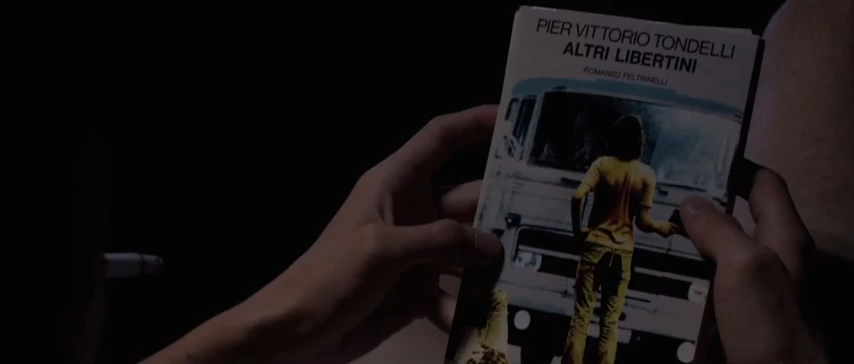 PIER VITTORIO TONDELLI
ALTRI LIBERTINI
ROMANZO FELTRINELLI